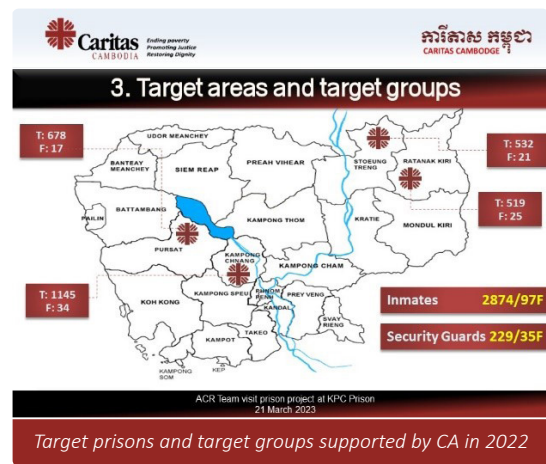 Caritas
CAMBODIA
Ending poverty
Promoting Justice
Restoring Dignity
ការីតាស កម្ពុជា
CARITAS CAMBODGE
3. Target areas and target groups
T: 678
F: 17
T: 532
F: 21
T: 519
F: 25
T: 1145
F: 34
UDOR MEANCHEY
BANTEAY
MEANCHEY
SIEM REAP
PREAH VIHEAR
STOEUNG
TRENG
RATANAK KIRI
PAILIN
BATTAMBANG
KAMPONG THOM
KRATIE
MONDUL KIRI
PURSAT
KAMPONG
CHNANG
KAMPONG CHAM
KOH KONG
KAMPONG SPEU
PHNOM
PENH
PREY VENG
KANDAL
SVAY
RIENG
TAKEO
KAMPOT
KAMPONG
SOM
KEP
Inmates 2874/97F
Security Guards 229/35F
ACR Team visit prison project at KPC Prison
21 March 2023
Target prisons and target groups supported by CA in 2022